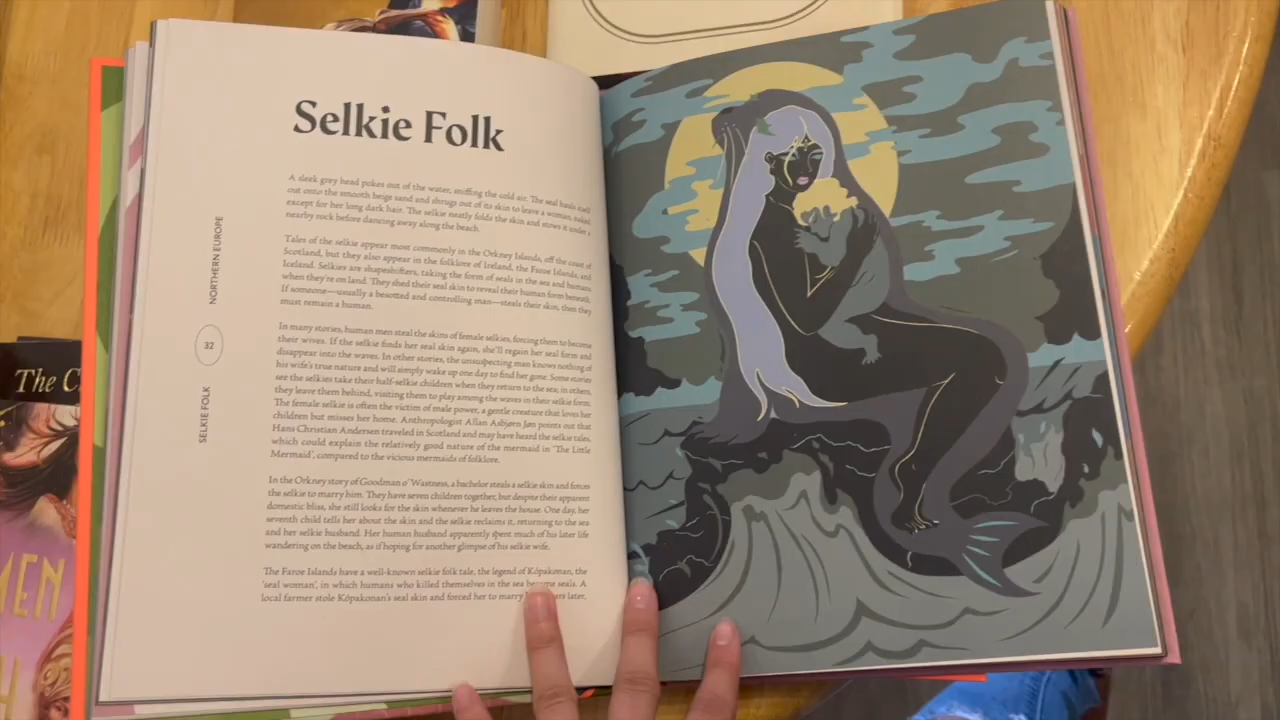 Selkie Folk
A sleek grey head pokes out of the water, sniffing the cold air. The seal hauls itself
out onto the smooth beige sand and shrugs out of its skin to leave a woman, naked
except for her long dark hair. The selkie neatly folds the skin and stows it under a
nearby rock before dancing away along the beach.
Tales of the selkie appear most commonly in the Orkney Islands, off the coast of
Scotland, but they also appear in the folklore of Ireland, the Faroe Islands, and
Iceland. Selkies are shapeshifters, taking the form of seals in the sea and humans
when they're on land. They shed their seal skin to reveal their human form beneath.
If someone—usually a besotted and controlling man—steals their skin, then they
must remain a human.
In many stories, human men steal the skins of female selkies, forcing them to become
their wives. If the selkie finds her seal skin again, she'll regain her seal form and
disappear into the waves. In other stories, the unsuspecting man knows nothing of
his wife's true nature and will simply wake up one day to find her gone. Some stories
see the selkies take their half-selkie children when they return to the sea; in others,
they leave them behind, visiting them to play among the waves in their selfie form.
The female selkie is often the victim of male power, a gentle creature that loves her
children but misses her home. Anthropologist Allan Asbjørn Jøn points out that
Hans Christian Andersen traveled in Scotland and may have heard the selkie tales,
which could explain the relatively good nature of the mermaid in 'The Little
Mermaid', compared to the vicious mermaids of folklore.
In the Orkney story of Goodman o' Wastness, a bachelor steals a selkie skin and forces
the selkie to marry him. They have seven children together, but despite their apparent
domestic bliss, she still looks for the skin whenever he leaves the house. One day, her
seventh child tells her about the skin and the selkie reclaims it, returning to the sea
and her selkie husband. Her human husband apparently spent much of his later life
wandering on the beach, as if hoping for another glimpse of his selkie wife.
The Faroe Islands have a well-known selkie folk tale, the legend of Kópakonan, the
'seal woman', in which humans who killed themselves in the sea became seals. A
local farmer stole Kópakonan's seal skin and forced her to marry later,
NORTHERN EUROPE
32
SELKIE FOLK
The C
MEN
H